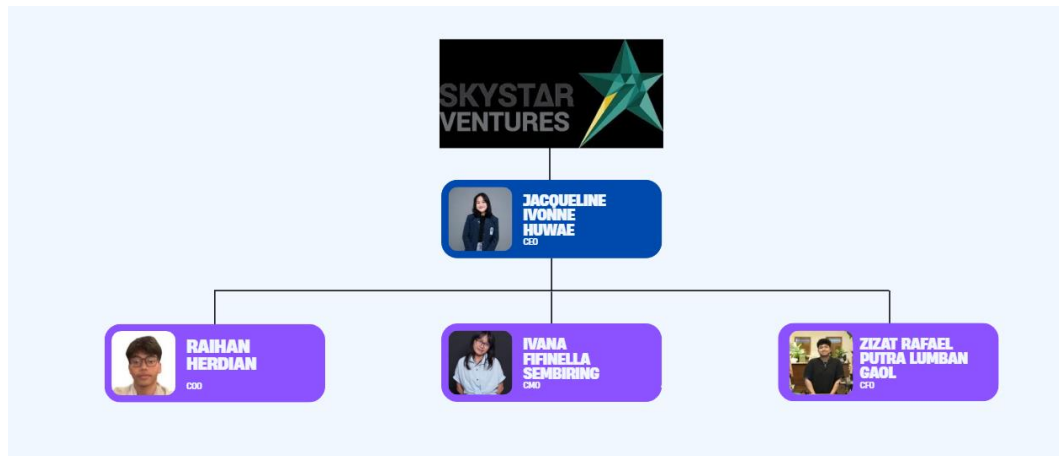 SKYSTAR
VENTURES
JACQUELINE
IVONNE
HUWAE
CEO
RAIHAN
HERDIAN
COO
IVANA
FIFINELLA
SEMBIRING
CMO
ZIZAT RAFAEL
PUTRA LUMBAN
GAOL
CFO